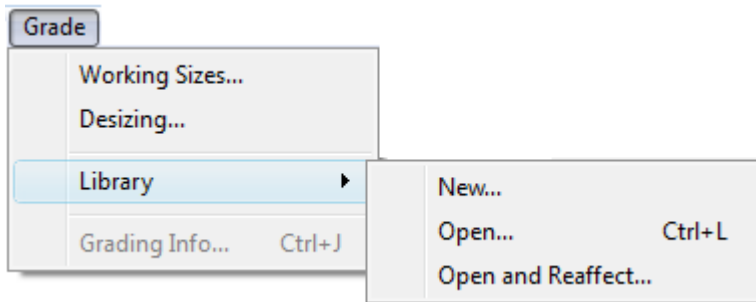 Grade
Working Sizes...
Desizing...
Library
New...
Open... Ctrl+L
Open and Reaffect...
Grading Info... Ctrl+J